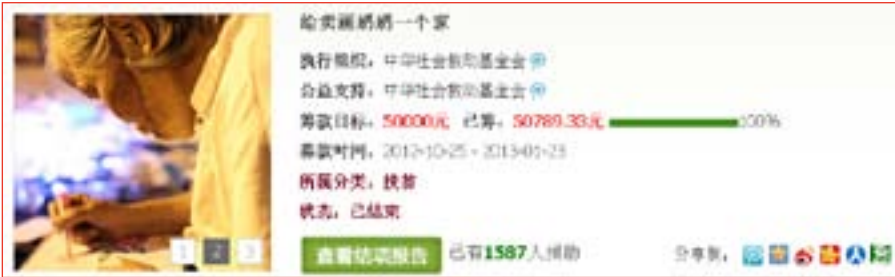 给卖画奶奶一个家
执行组织：中华社会救助基金会
公益支持：中华社会救助基金会
筹款目标：50000元 已筹：50789.33元 100%
募款时间：2012-10-25 - 2013-01-23
所属分类：扶老
状态：已结束
1 2 3
查看结项报告 已有1587人捐助 分享到：